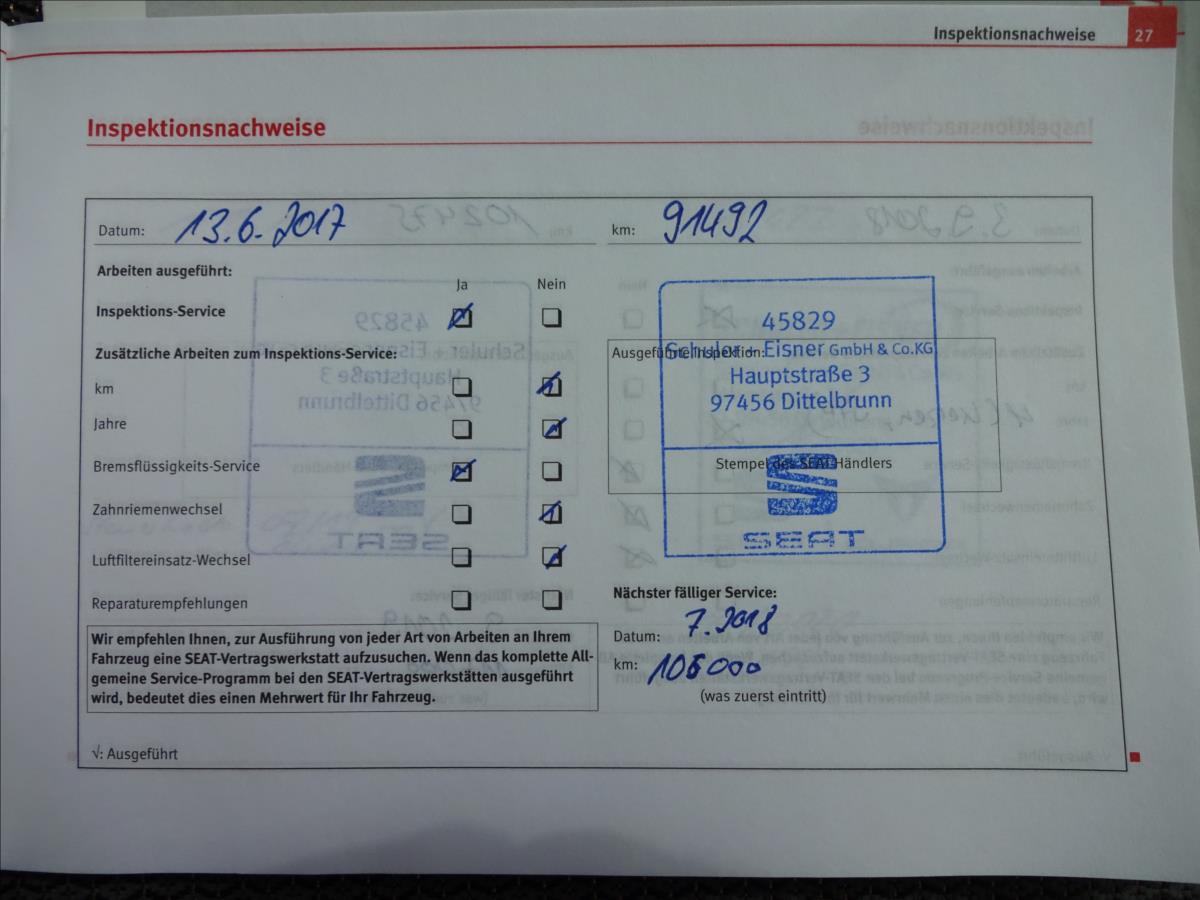 Inspektionsnachweise 27
Inspektionsnachweise
Datum: 13.6.2017 km: 91492
Arbeiten ausgeführt:
Ja Nein
Inspektions-Service
Zusätzliche Arbeiten zum Inspektions-Service:
km
Jahre
Bremsflüssigkeits-Service
Zahnriemenwechsel
Luftfiltereinsatz-Wechsel
Reparaturempfehlungen
Wir empfehlen Ihnen, zur Ausführung von jeder Art von Arbeiten an Ihrem
Fahrzeug eine SEAT-Vertragswerkstatt aufzusuchen. Wenn das komplette All-
gemeine Service-Programm bei den SEAT-Vertragswerkstätten ausgeführt
wird, bedeutet dies einen Mehrwert für Ihr Fahrzeug.
√: Ausgeführt
45829
Schuler + Eisner GmbH & Co.KG
Ausgeführte Inspektion:
Hauptstraße 3
97456 Dittelbrunn
Stempel des SEAT-Händlers
SEAT
Nächster fälliger Service:
Datum: 7.2018
km: 106000
(was zuerst eintritt)